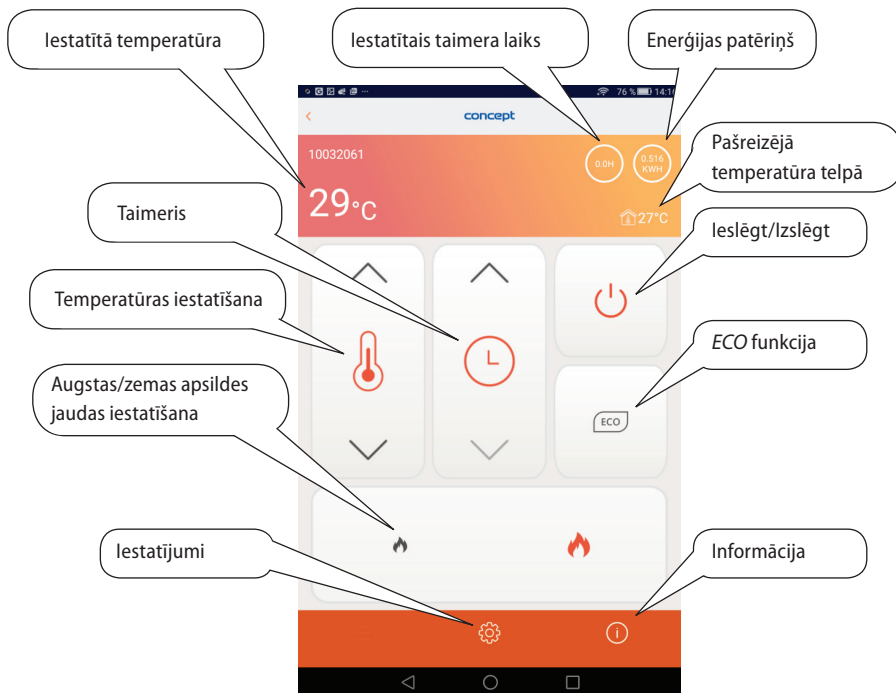 Iestatītā temperatūra
Iestatītais taimera laiks
Enerģijas patēriņš
76 % 14:16
concept
10032061
0.0H
0.516
KWH
Pašreizējā
temperatūra telpā
29°C
27°C
Taimeris
Ieslēgt/Izslēgt
Temperatūras iestatīšana
ECO funkcija
Augstas/zemas apsildes
jaudas iestatīšana
ECO
Iestatījumi
Informācija